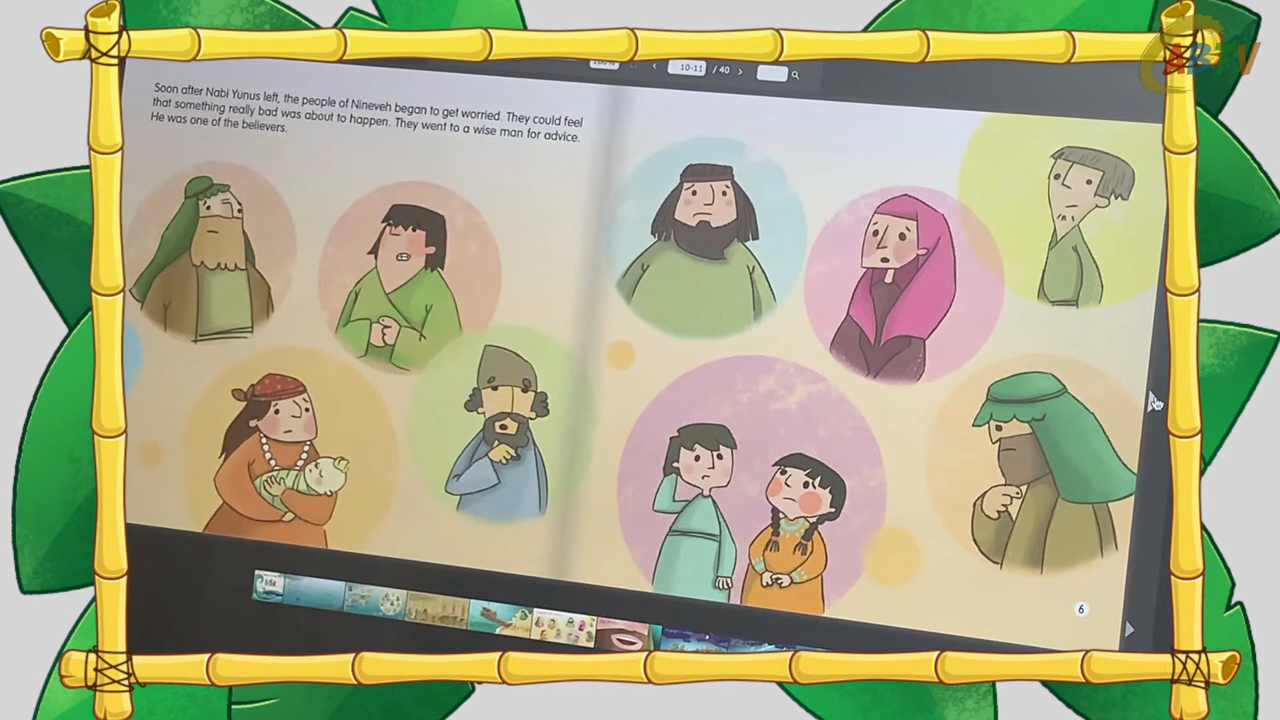 ABTV
10-11 / 40
Soon after Nabi Yunus left, the people of Nineveh began to get worried. They could feel
that something really bad was about to happen. They went to a wise man for advice.
He was one of the believers.
6